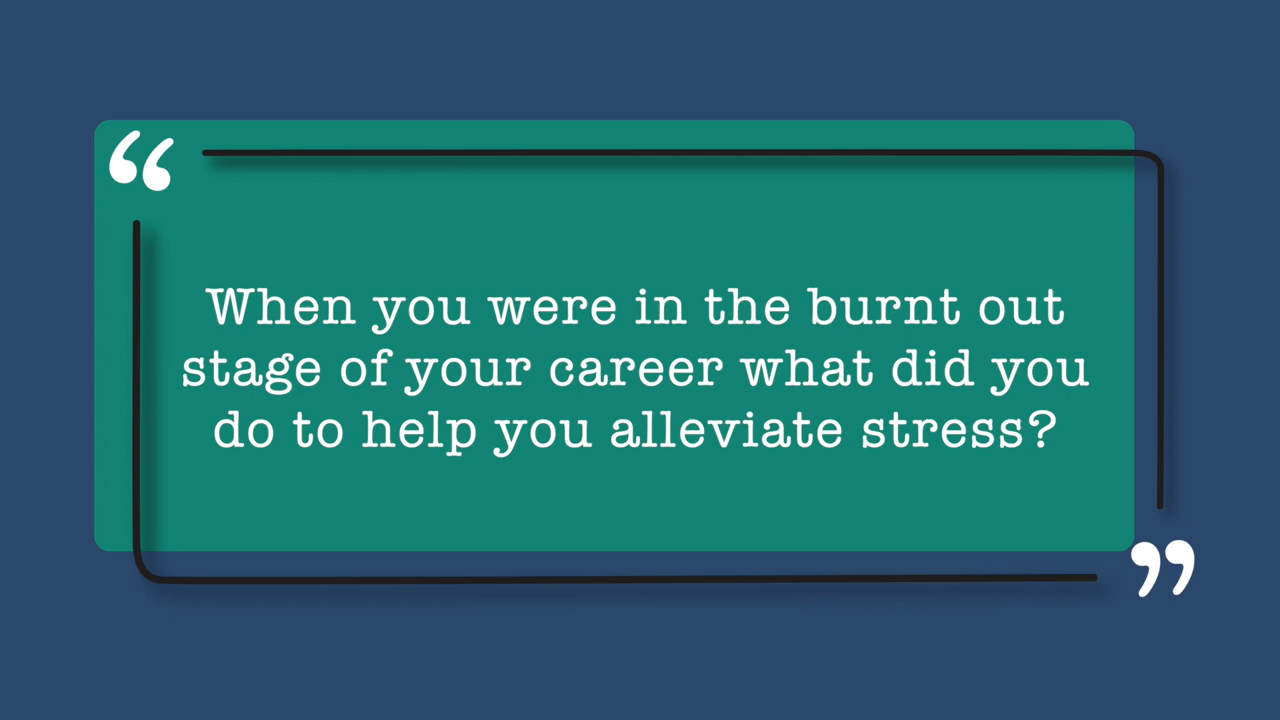 “
When you were in the burnt out
stage of your career what did you
do to help you alleviate stress?
”